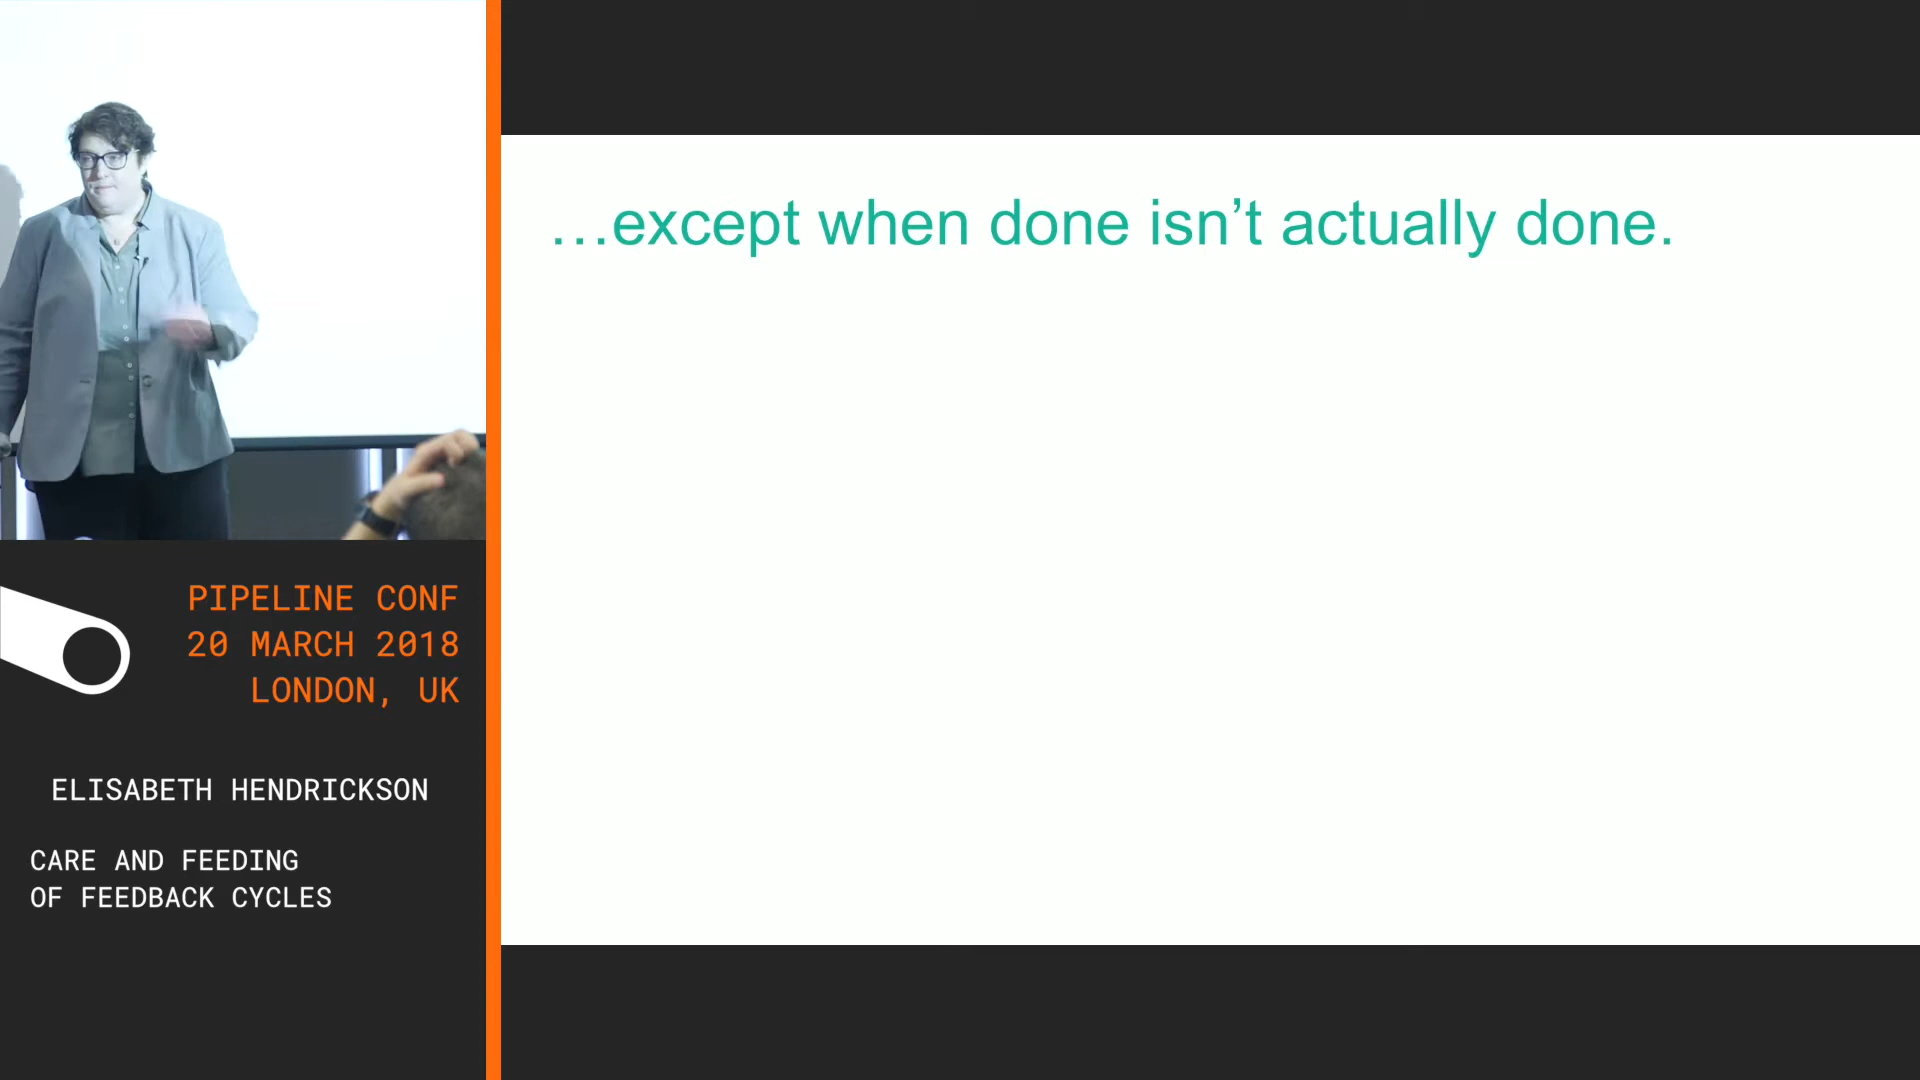 …except when done isn’t actually done.
PIPELINE CONF
20 MARCH 2018
LONDON, UK
ELISABETH HENDRICKSON
CARE AND FEEDING
OF FEEDBACK CYCLES